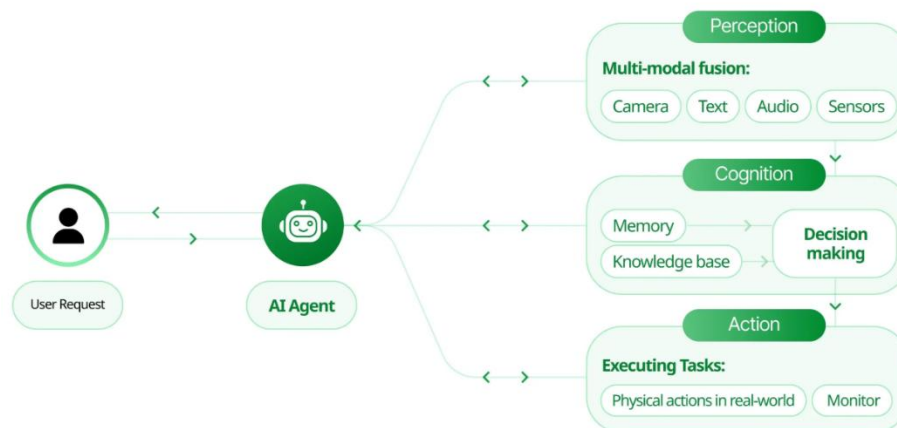 Perception
Multi-modal fusion:
Camera Text Audio Sensors
Cognition
Memory
Knowledge base
Decision
making
User Request
AI Agent
Action
Executing Tasks:
Physical actions in real-world Monitor